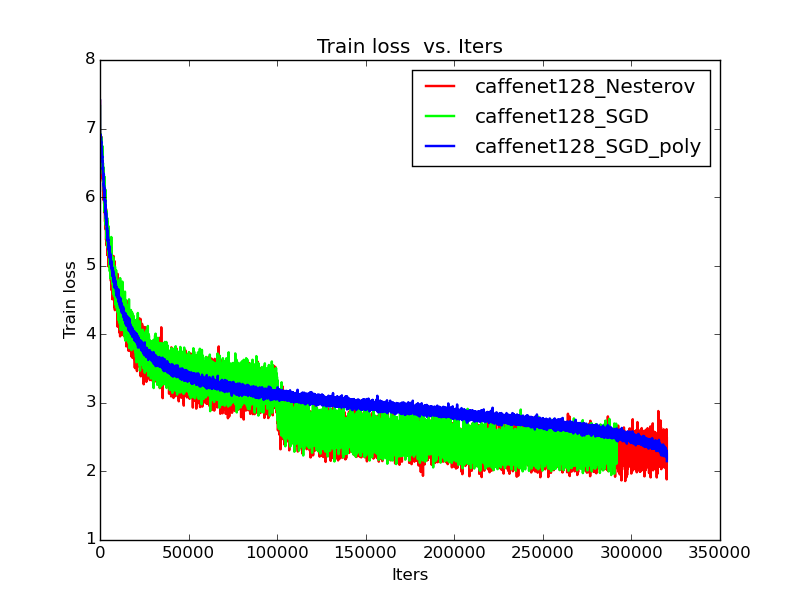 Train loss  vs. Iters
8
7
6
5
4
3
2
1
Train loss
caffenet128_Nesterov
caffenet128_SGD
caffenet128_SGD_poly
0 50000 100000 150000 200000 250000 300000 350000
Iters